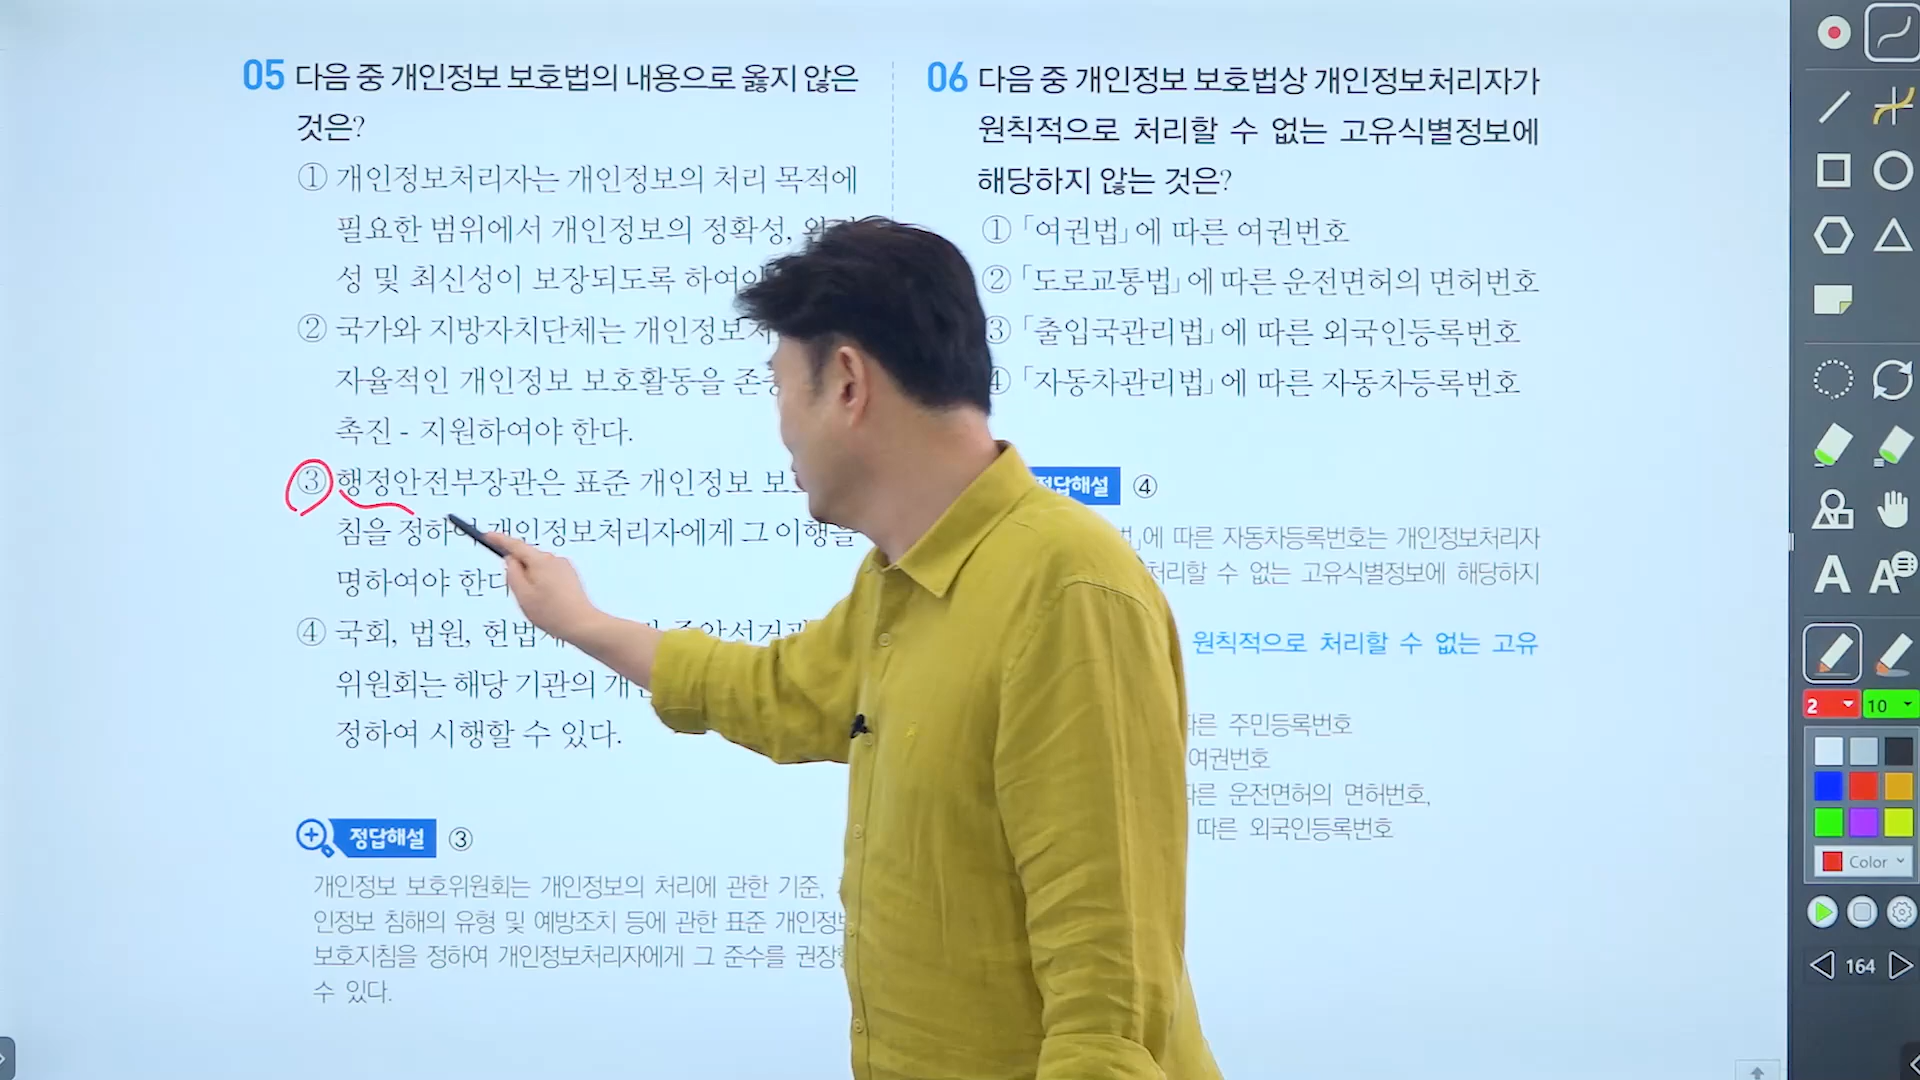 05 다음 중 개인정보 보호법의 내용으로 옳지 않은
것은?
① 개인정보처리자는 개인정보의 처리 목적에
필요한 범위에서 개인정보의 정확성,
성 및 최신성이 보장되도록
② 국가와 지방자치단체는
자율적인 개인정보 보호활동을
촉진 - 지원하여야 한다.
③ 행정안전부장관은 표준 개인정보
침을 정하여 개인정보처리자에게 그 이행을
명하여야
④ 국회, 법원,
위원회는 해당 기관의
정하여 시행할 수 있다.
정답해설 ③
개인정보 보호위원회는 개인정보의 처리에 관한 기준,
인정보 침해의 유형 및 예방조치 등에 관한 표준
보호지침을 정하여 개인정보처리자에게 그 준수를
수 있다.
06 다음 중 개인정보 보호법상 개인정보처리자가
원칙적으로 처리할 수 없는 고유식별정보에
해당하지 않는 것은?
① 「여권법」에 따른 여권번호
② 「도로교통법」에 따른 운전면허의 면허번호
③ 「출입국관리법」에 따른 외국인등록번호
④ 「자동차관리법」에 따른 자동차등록번호
정답해설 ④
에 따른 자동차등록번호는 개인정보처리자
처리할 수 없는 고유식별정보에 해당하지
원칙적으로 처리할 수 없는 고유
주민등록번호
여권번호
운전면허의 면허번호,
따른 외국인등록번호
A A
2 10
Color
164